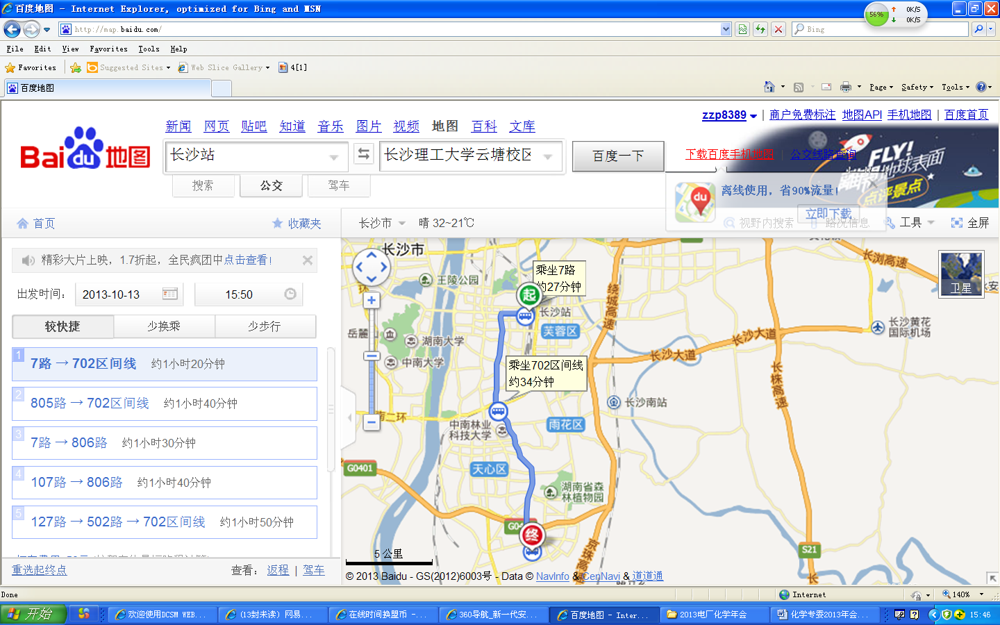 百度地图 - Internet Explorer, optimized for Bing and MSN
56%
0K/S
0K/S
http://map.baidu.com/
Bing
File Edit View Favorites Tools Help
Favorites
Suggested Sites
Web Slice Gallery
4[1]
百度地图
Page
Safety
Tools
zzp8389 | 商户免费标注 地图API 手机地图 | 百度首页
Bai du 地图
新闻 网页 贴吧 知道 音乐 图片 视频 地图 百科 文库
长沙站
长沙理工大学云塘校区
百度一下
下载百度手机地图 | 公交线路查询
搜索
公交
驾车
FLY!
地球表面
点评景点
du
离线使用，省90%流量！
立即下载
首页
收藏夹
长沙市
晴 32~21℃
视野内搜索
路况信息
工具
全屏
精彩大片上映，1.7折起，全民疯团中点击查看!
出发时间：
2013-10-13
15:50
较快捷
少换乘
少步行
1
7路 → 702区间线 约1小时20分钟
2
805路 → 702区间线 约1小时40分钟
3
7路 → 806路 约1小时30分钟
4
107路 → 806路 约1小时40分钟
5
127路 → 502路 → 702区间线 约1小时50分钟
重选起终点
查看： 返程 | 驾车
长沙市
王陵公园
乘坐7路
约27分钟
起
长沙站
芙蓉区
绕城高速
长浏高速
卫星
长沙黄花
国际机场
长沙大道
长沙大道
岳麓
湖南大学
中南大学
乘坐702区间线
约34分钟
长沙南站
长株高速
南二环
中南林业
科技大学
雨花区
天心区
G0401
湖南省森
林植物园
终
京珠高速
S21
5 公里
© 2013 Baidu - GS(2012)6003号 - Data © NavInfo & CenNavi & 道道通
Done
Internet
140%
开始
欢迎使用DCSM WEB...
(13封未读) 网易...
在线时间换盟币 -...
360导航_新一代安...
百度地图 - Inter...
2013电厂化学年会
化学专委2013年会...
15:46